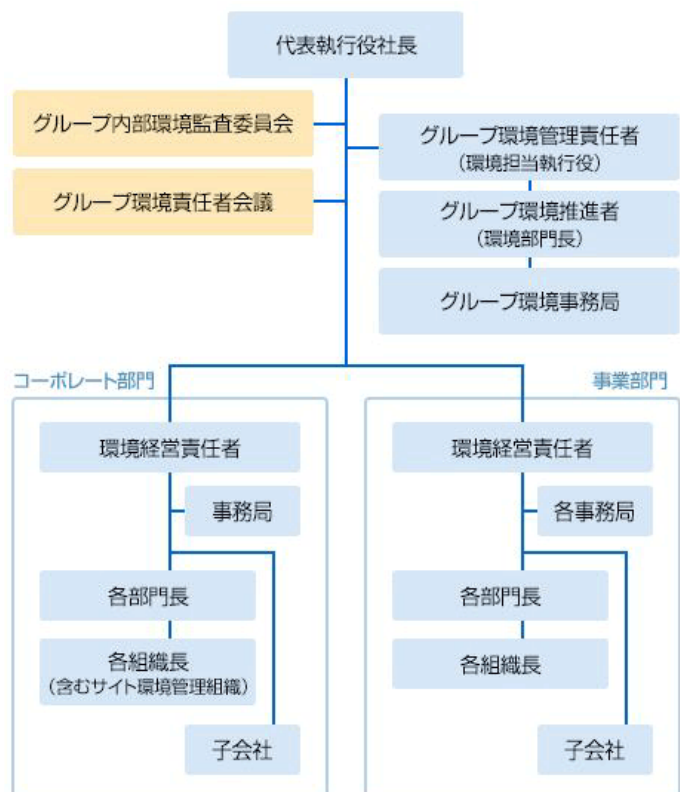 代表執行役社長
グループ内部環境監査委員会
グループ環境責任者会議
グループ環境管理責任者
(環境担当執行役)
グループ環境推進者
(環境部門長)
グループ環境事務局
コーポレート部門
環境経営責任者
事務局
各部門長
各組織長
(含むサイト環境管理組織)
子会社
事業部門
環境経営責任者
各事務局
各部門長
各組織長
子会社